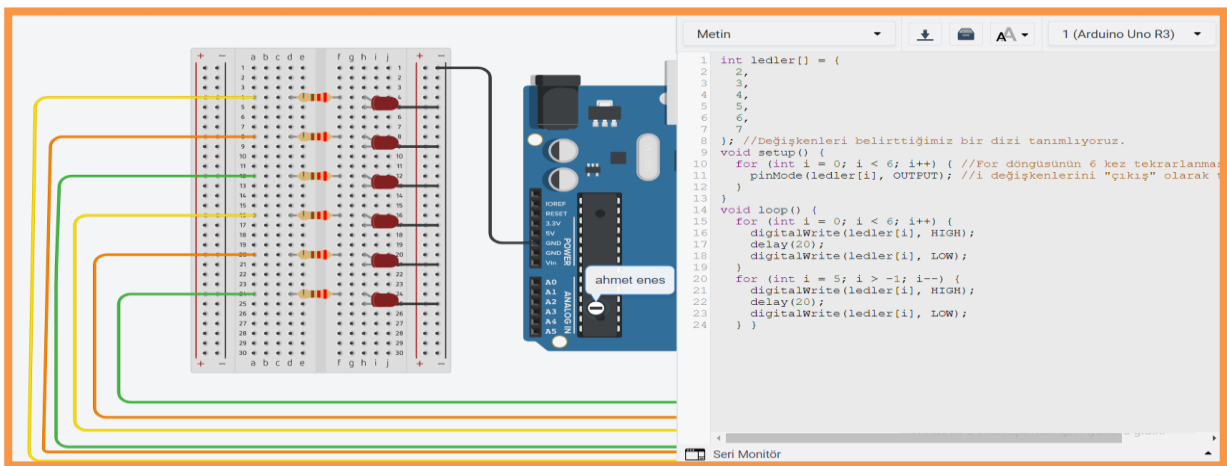 Metin
1 (Arduino Uno R3)
1 int ledler[] = {
2 2,
3 3,
4 4,
5 5,
6 6,
7 7
8 }; //Değişkenleri belirttiğimiz bir dizi tanımlıyoruz.
9 void setup() {
10 for (int i = 0; i < 6; i++) { //For döngüsünün 6 kez tekrarlanma
11 pinMode(ledler[i], OUTPUT); //i değişkenlerini "çıkış" olarak t
12 }
13 }
14 void loop() {
15 for (int i = 0; i < 6; i++) {
16 digitalWrite(ledler[i], HIGH);
17 delay(20);
18 digitalWrite(ledler[i], LOW);
19 }
20 for (int i = 5; i > -1; i--) {
21 digitalWrite(ledler[i], HIGH);
22 delay(20);
23 digitalWrite(ledler[i], LOW);
24 } }
Seri Monitör
+ − a b c d e f g h i j + −
IOREF
RESET
3.3V
5V
GND
GND
Vin
POWER
A0
A1
A2
A3
A4
A5
ANALOG IN
ahmet enes
+ − a b c d e f g h i j + −